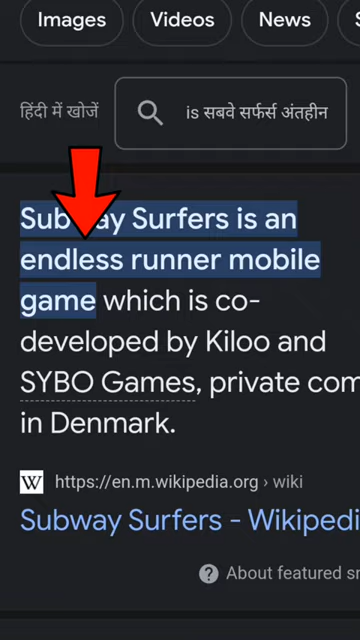 Images Videos News
हिंदी में खोजें is सबवे सर्फर्स अंतहीन
Subway Surfers is an
endless runner mobile
game which is co-
developed by Kiloo and
SYBO Games, private com
in Denmark.
W https://en.m.wikipedia.org › wiki
Subway Surfers - Wikipedi
? About featured sn